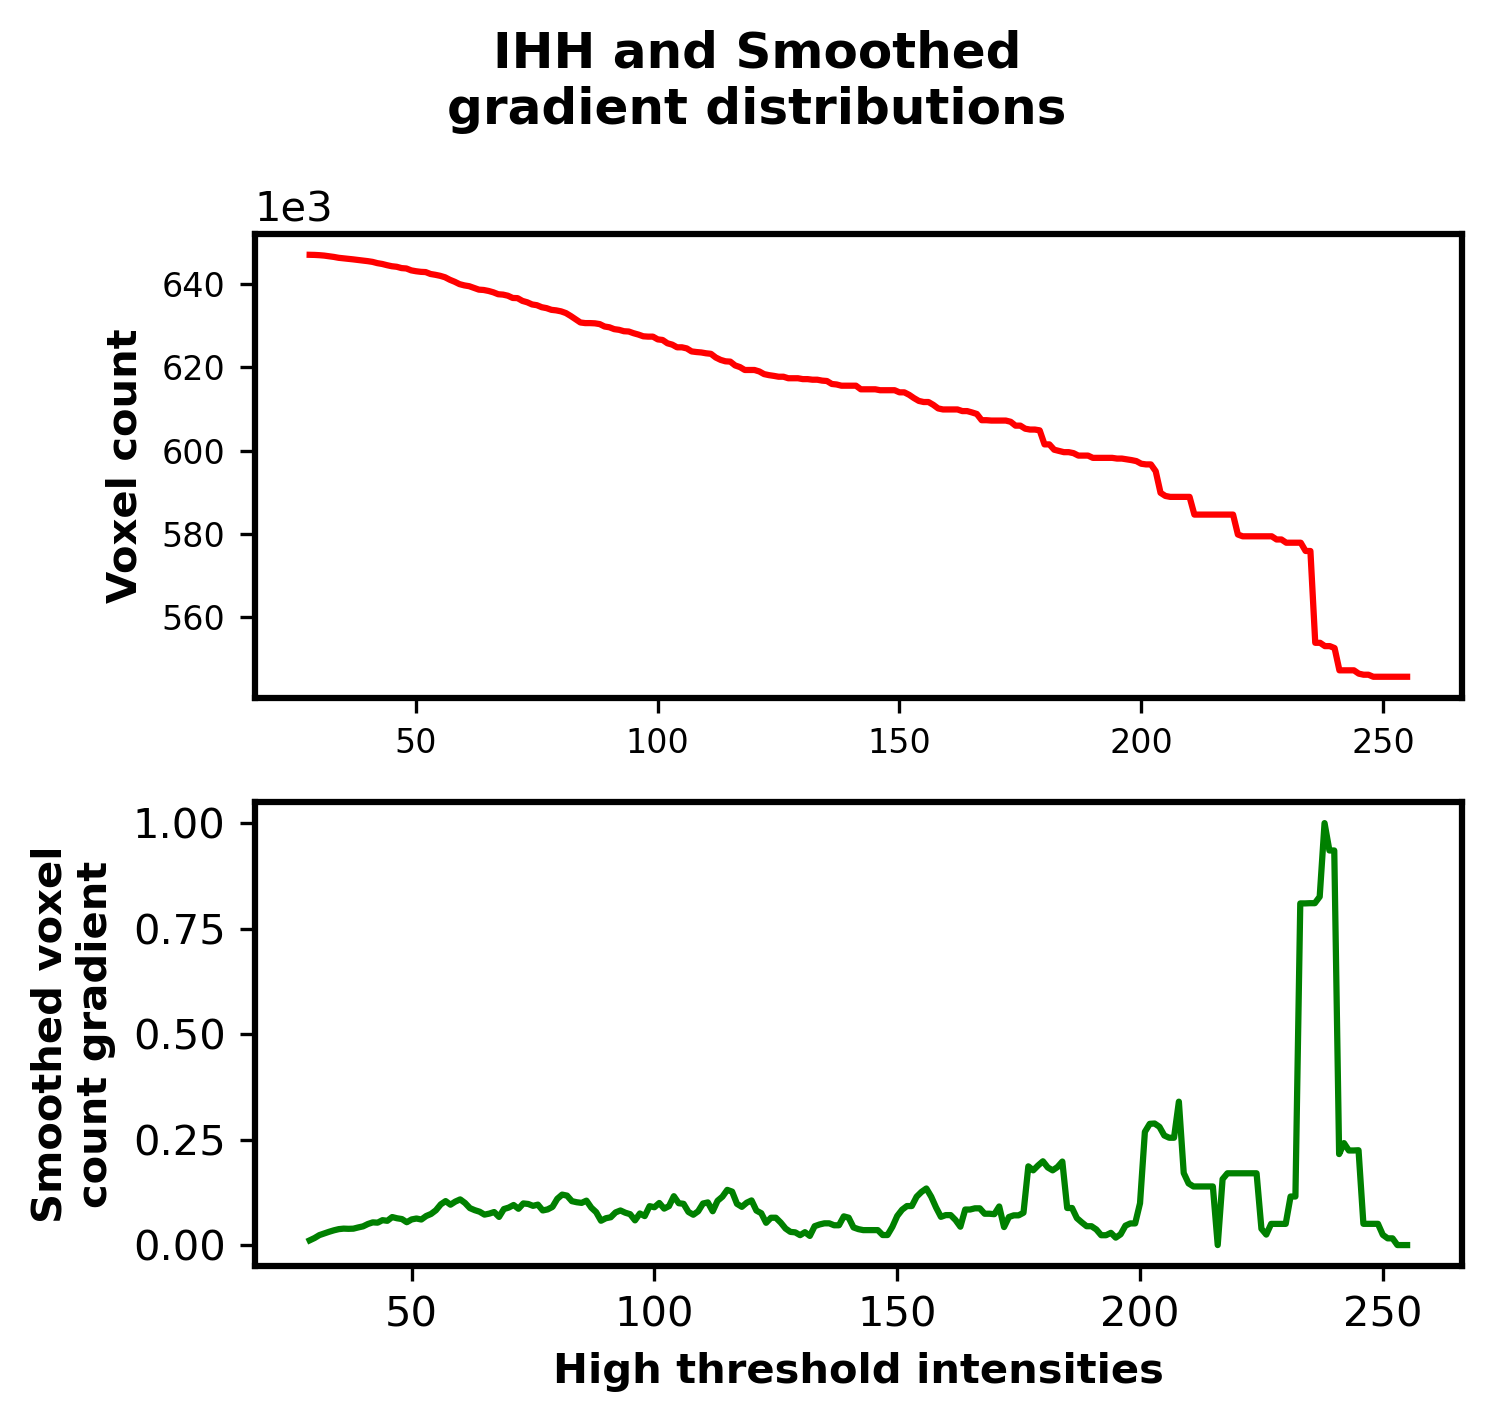 IHH and Smoothed
gradient distributions
1e3
640
620
600
580
560
Voxel count
50 100 150 200 250
1.00
0.75
0.50
0.25
0.00
Smoothed voxel
count gradient
50 100 150 200 250
High threshold intensities